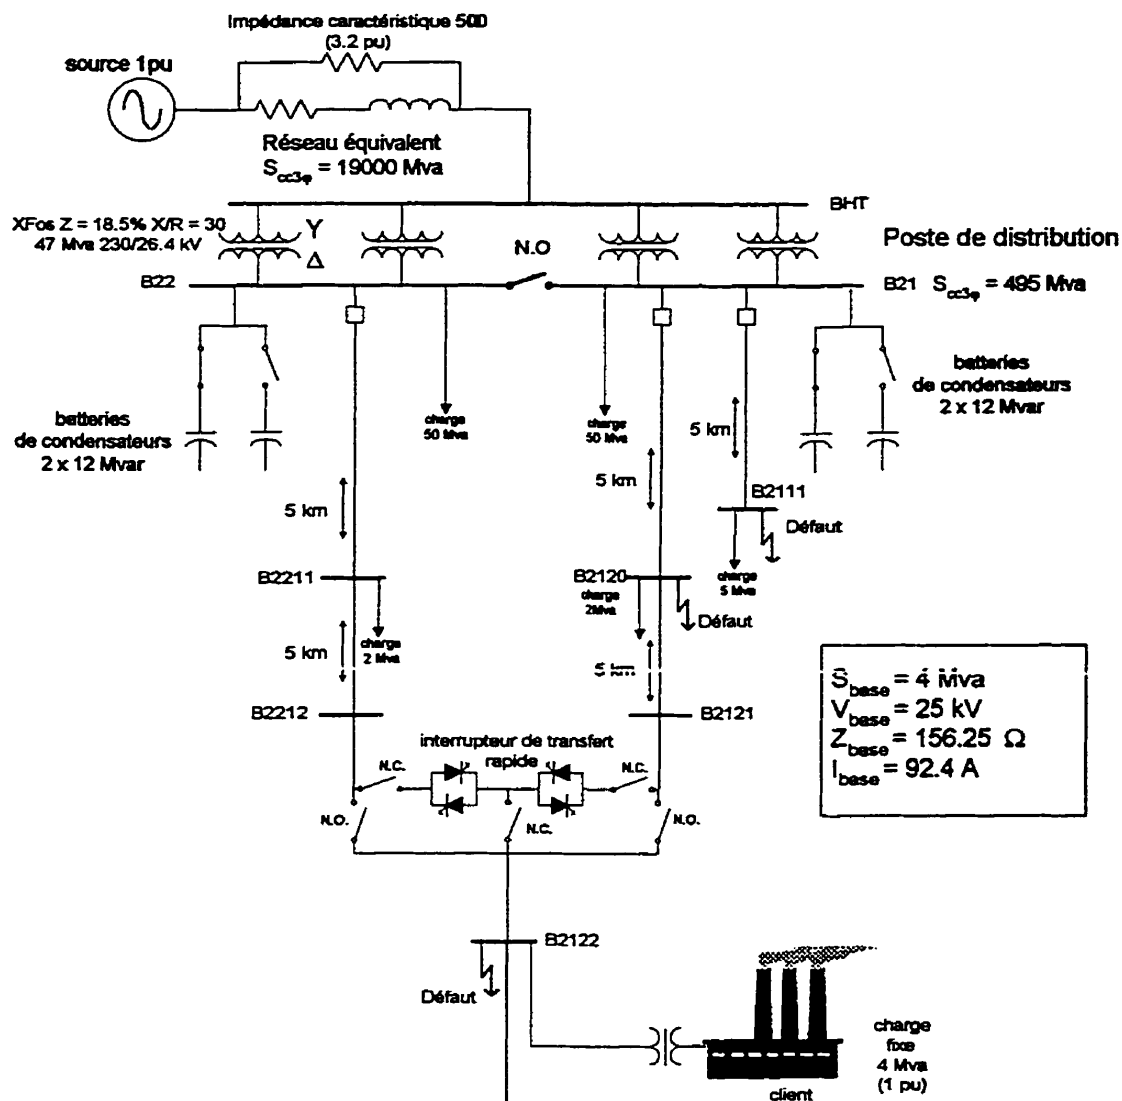 Impédance caractéristique 500
(3.2 pu)
source 1pu
Réseau équivalent
Scc3φ = 19000 Mva
BHT
XFos Z = 18.5% X/R = 30
47 Mva 230/26.4 kV
Y
Δ
N.O
Poste de distribution
B22
B21 Scc3φ = 495 Mva
batteries
de condensateurs
2 x 12 Mvar
charge
50 Mva
charge
50 Mva
batteries
de condensateurs
2 x 12 Mvar
5 km
5 km
5 km
B2111
Défaut
charge
5 Mva
B2211
charge
2 Mva
B2120
charge
2Mva
Défaut
5 km
5 km
B2212
B2121
interrupteur de transfert
rapide
N.C.
N.C.
N.O.
N.C.
N.O.
Sbase = 4 Mva
Vbase = 25 kV
Zbase = 156.25 Ω
Ibase = 92.4 A
B2122
Défaut
charge
fixe
4 Mva
(1 pu)
client